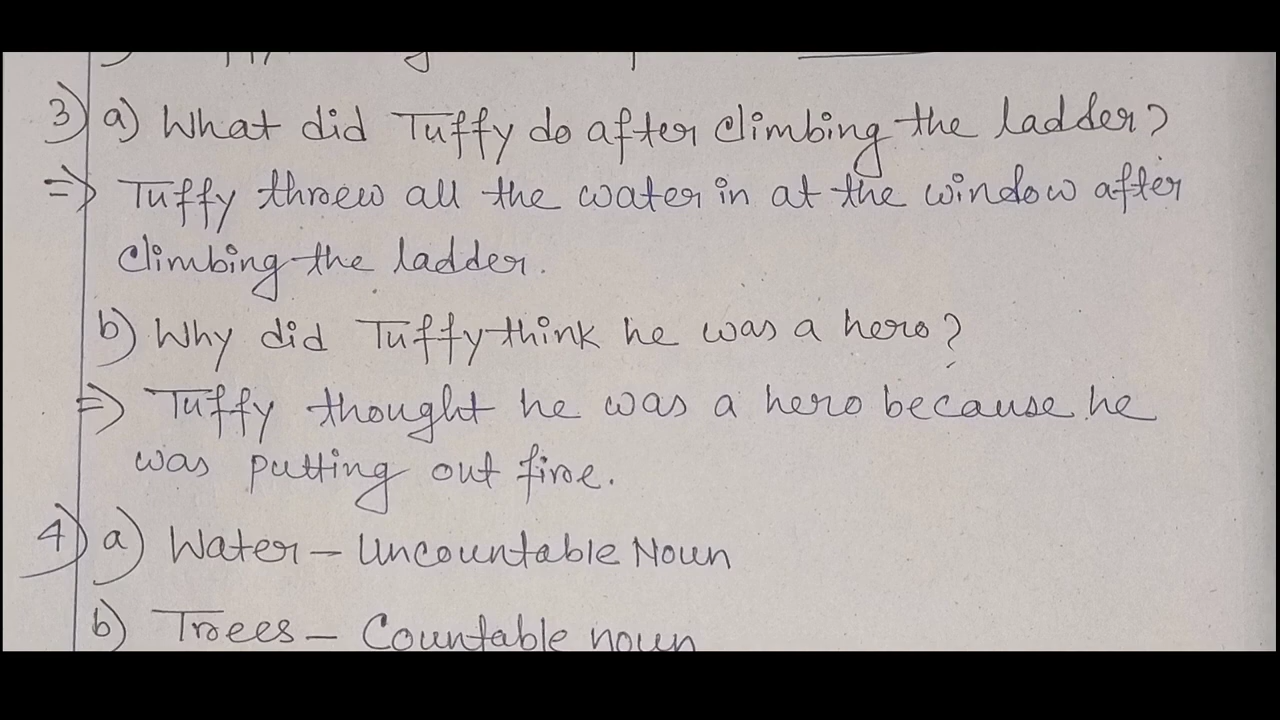 3) a) What did Tuffy do after climbing the ladder?
=> Tuffy threw all the water in at the window after
climbing the ladder.
b) Why did Tuffy think he was a hero?
=> Tuffy thought he was a hero because he
was putting out fire.
4) a) Water - Uncountable Noun
b) Trees - Countable noun